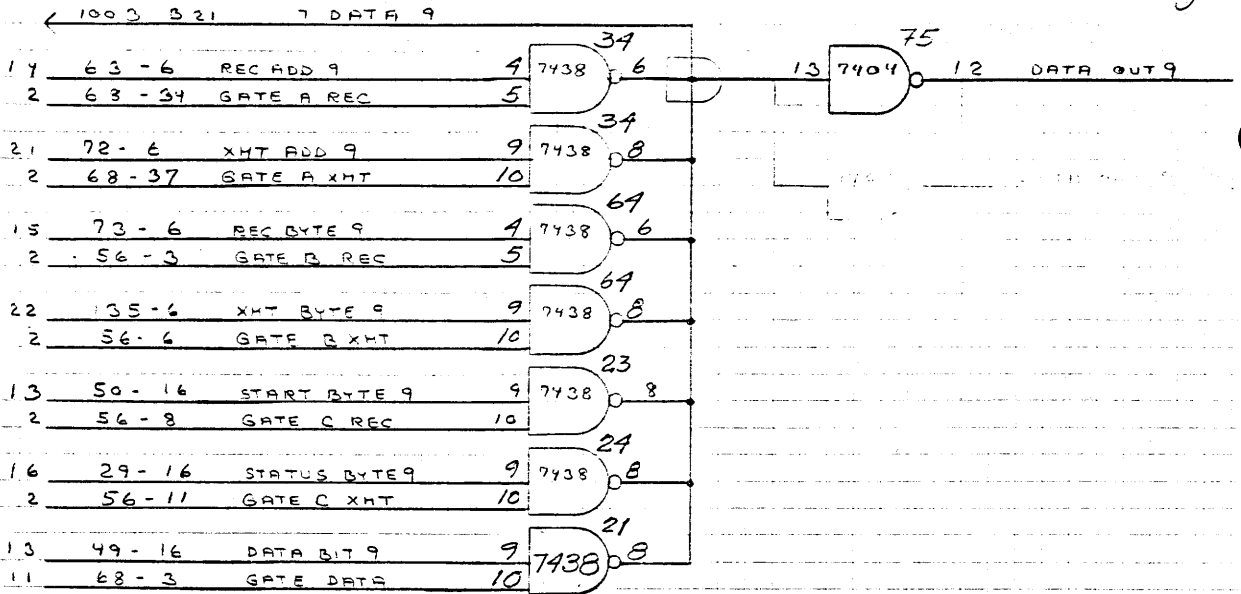 1003 B21 7 DATA 9
34
75
14 63-6 REC ADD 9 4 7438 6 13 7404 12 DATA OUT 9
2 63-34 GATE A REC 5
34
21 72-6 XMT ADD 9 9 7438 8
2 68-37 GATE A XMT 10
64
15 73-6 REC BYTE 9 4 7438 6
2 56-3 GATE B REC 5
64
22 135-6 XMT BYTE 9 9 7438 8
2 56-6 GATE B XMT 10
23
13 50-16 START BYTE 9 9 7438 8
2 56-8 GATE C REC 10
24
16 29-16 STATUS BYTE 9 9 7438 8
2 56-11 GATE C XMT 10
21
13 49-16 DATA BIT 9 9 7438 8
11 68-3 GATE DATA 10